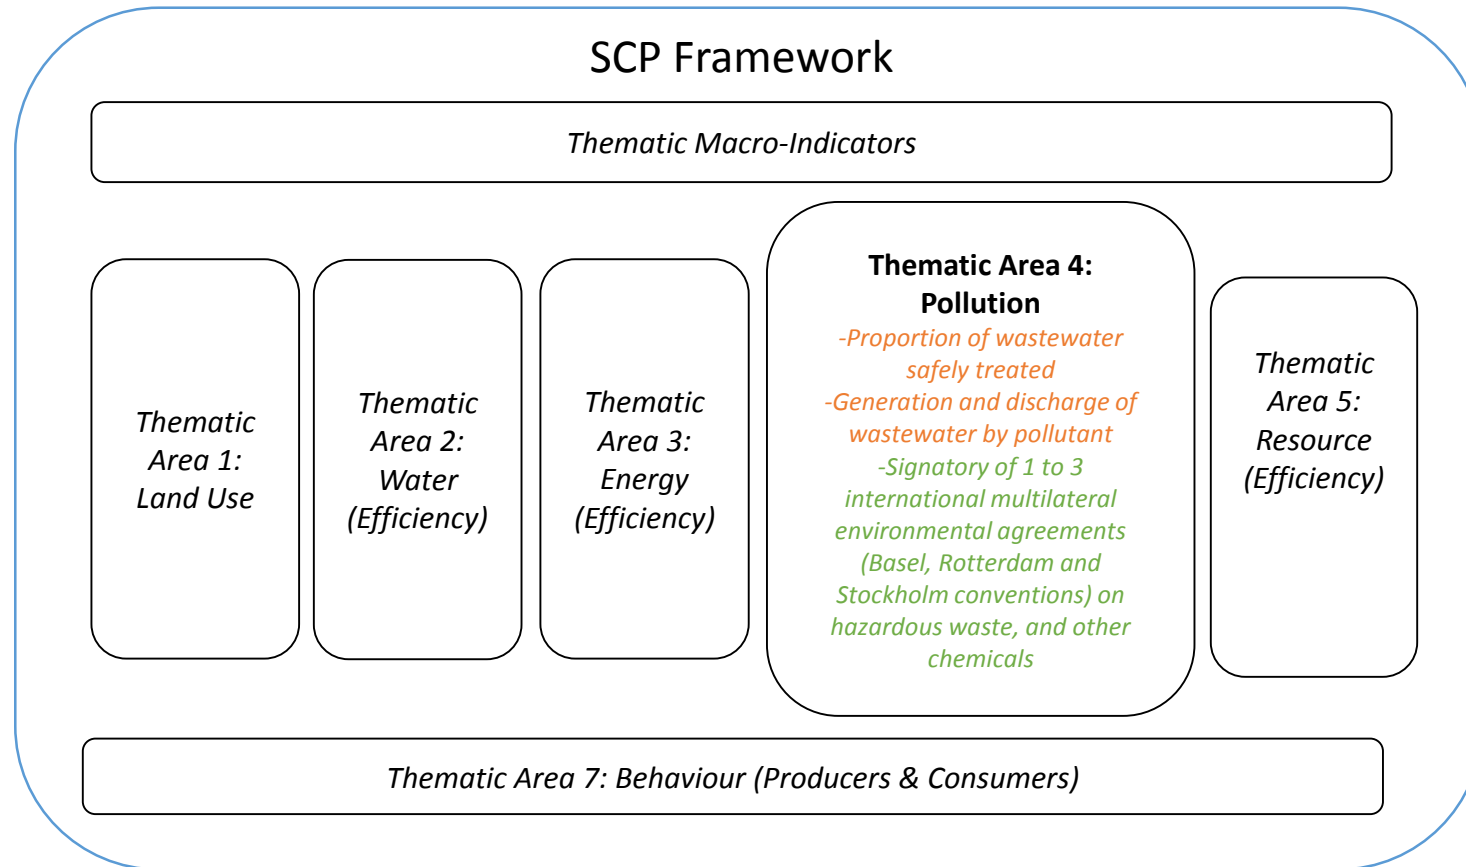 SCP Framework
Thematic Macro-Indicators
Thematic
Area 1:
Land Use
Thematic
Area 2:
Water
(Efficiency)
Thematic
Area 3:
Energy
(Efficiency)
Thematic Area 4:
Pollution
-Proportion of wastewater
safely treated
-Generation and discharge of
wastewater by pollutant
-Signatory of 1 to 3
international multilateral
environmental agreements
(Basel, Rotterdam and
Stockholm conventions) on
hazardous waste, and other
chemicals
Thematic
Area 5:
Resource
(Efficiency)
Thematic Area 7: Behaviour (Producers & Consumers)